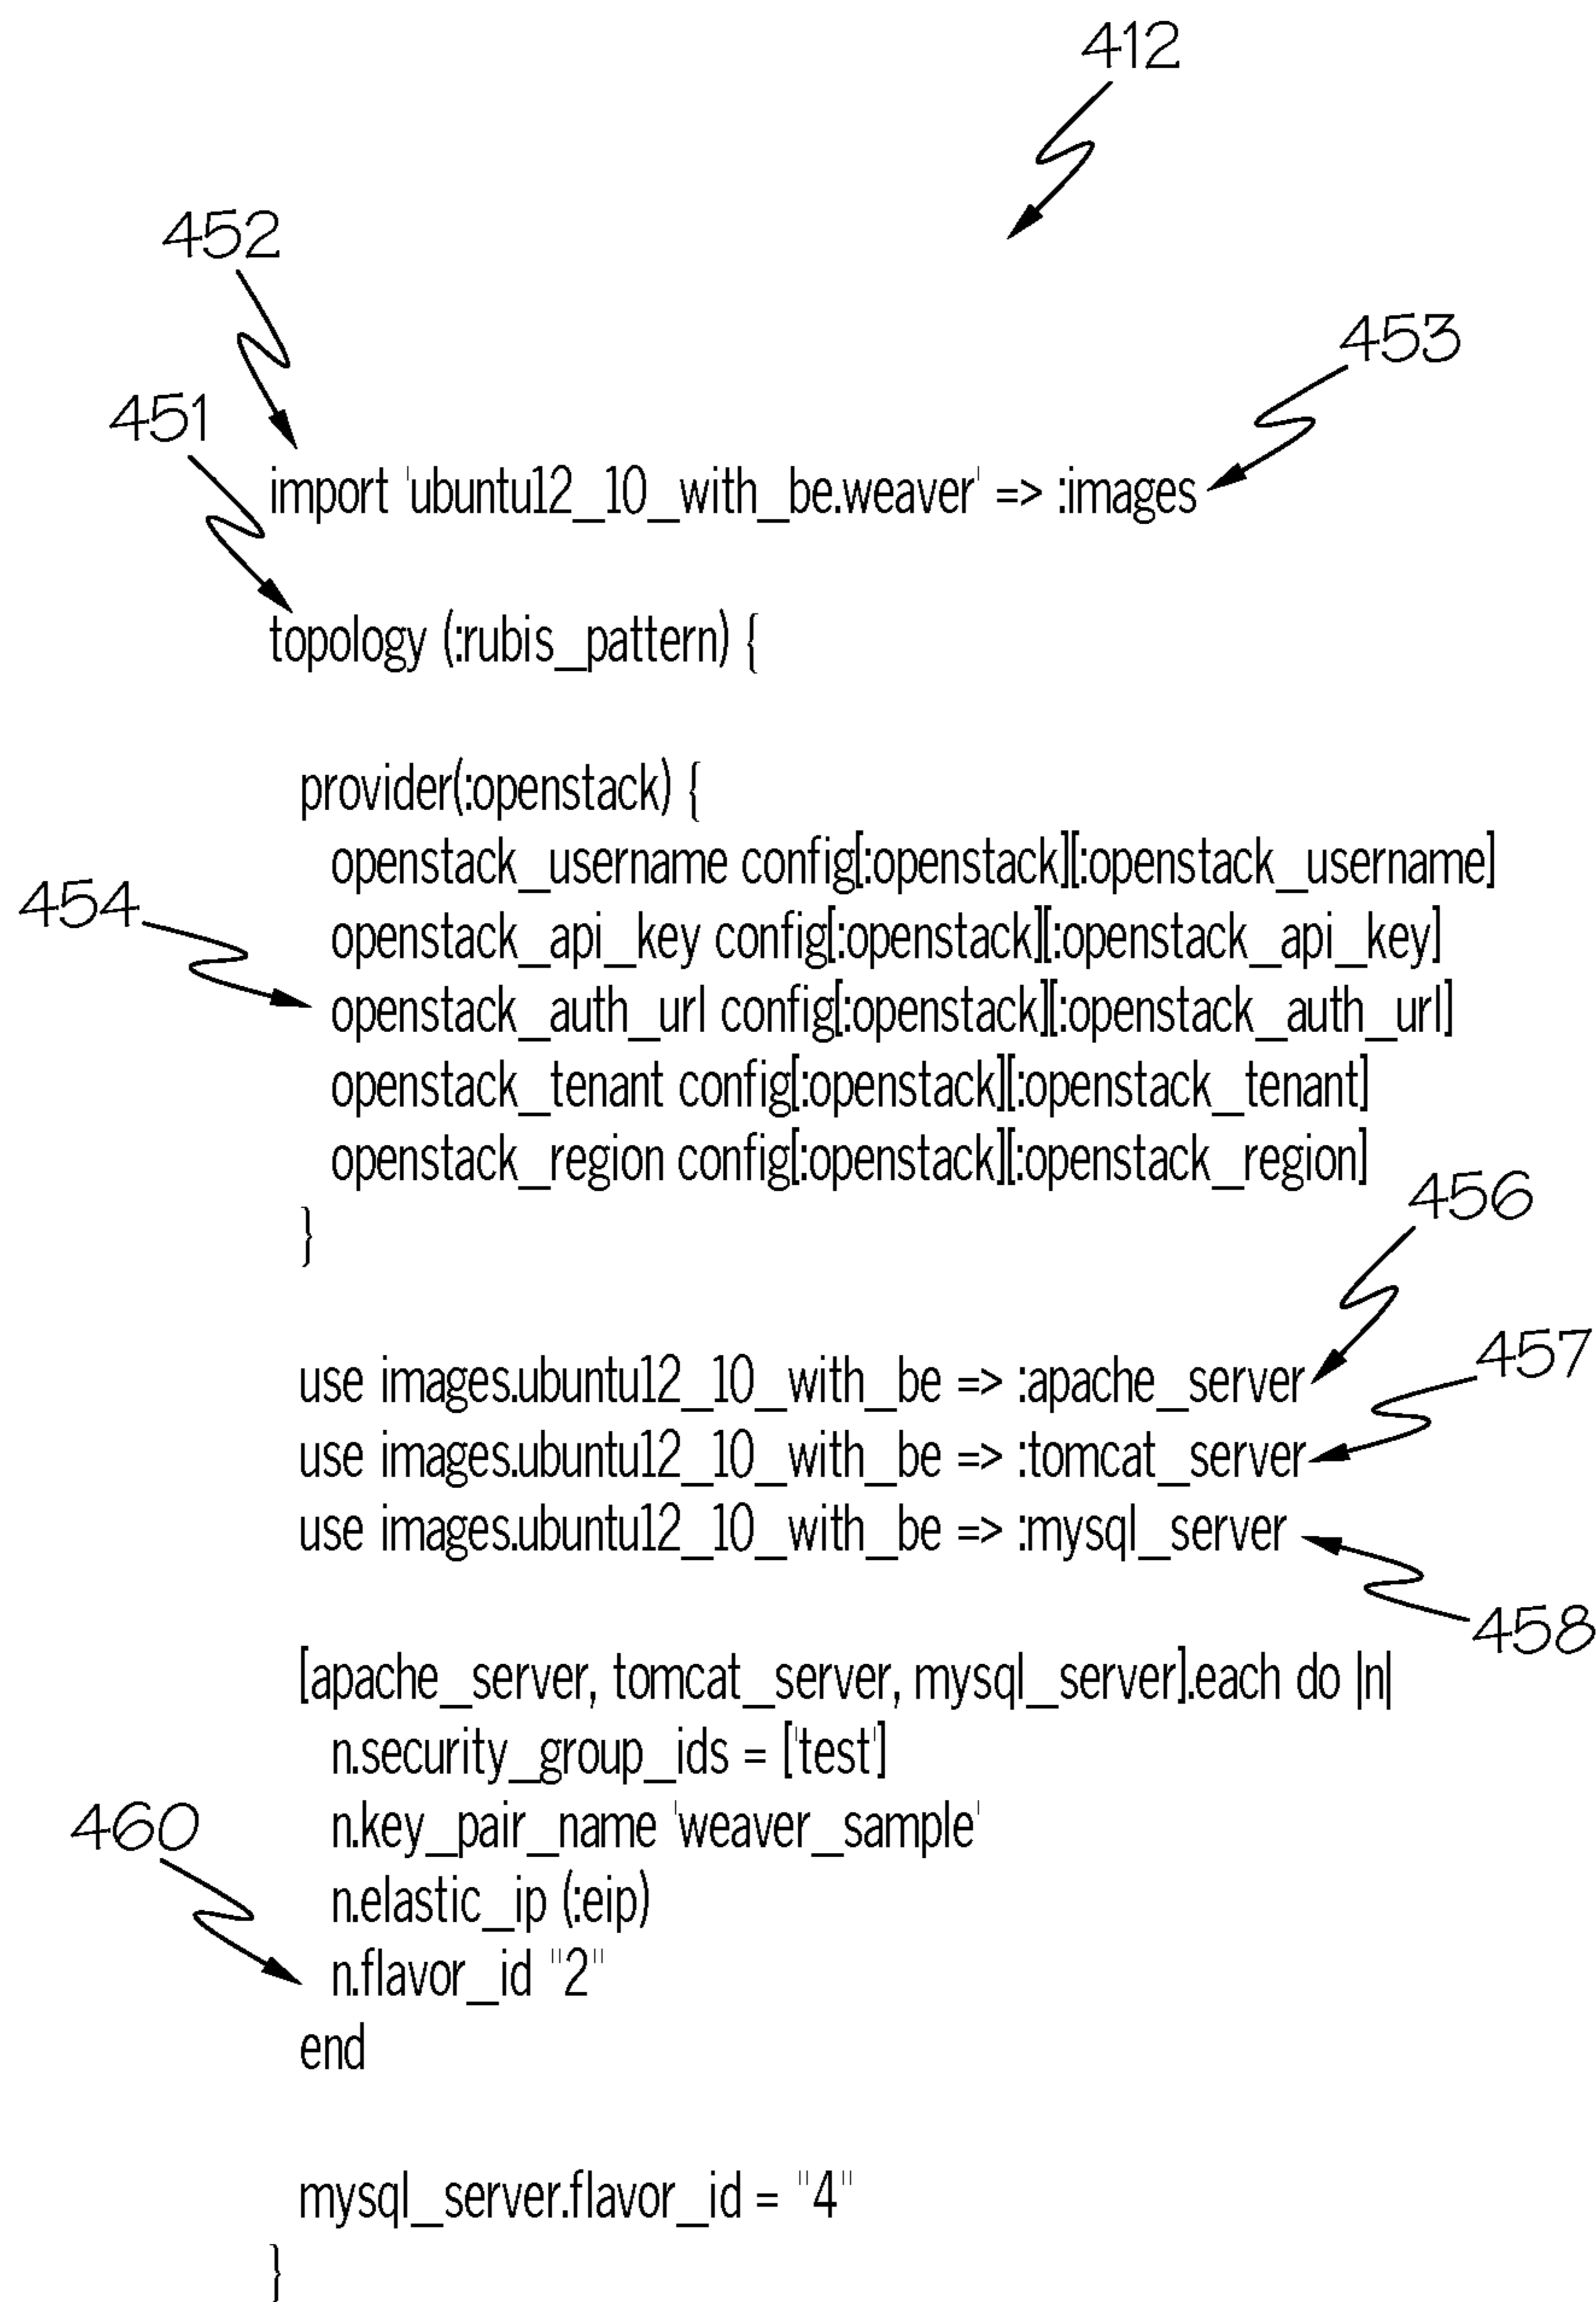 412
452
453
451
import 'ubuntu12_10_with_be.weaver' => :images
topology (:rubis_pattern) {
provider(:openstack) {
openstack_username config[:openstack][:openstack_username]
454
openstack_api_key config[:openstack][:openstack_api_key]
openstack_auth_url config[:openstack][:openstack_auth_url]
openstack_tenant config[:openstack][:openstack_tenant]
openstack_region config[:openstack][:openstack_region]
456
}
457
use images.ubuntu12_10_with_be => :apache_server
use images.ubuntu12_10_with_be => :tomcat_server
use images.ubuntu12_10_with_be => :mysql_server
458
[apache_server, tomcat_server, mysql_server].each do |n|
n.security_group_ids = ['test']
460
n.key_pair_name 'weaver_sample'
n.elastic_ip (:eip)
n.flavor_id "2"
end
mysql_server.flavor_id = "4"
}